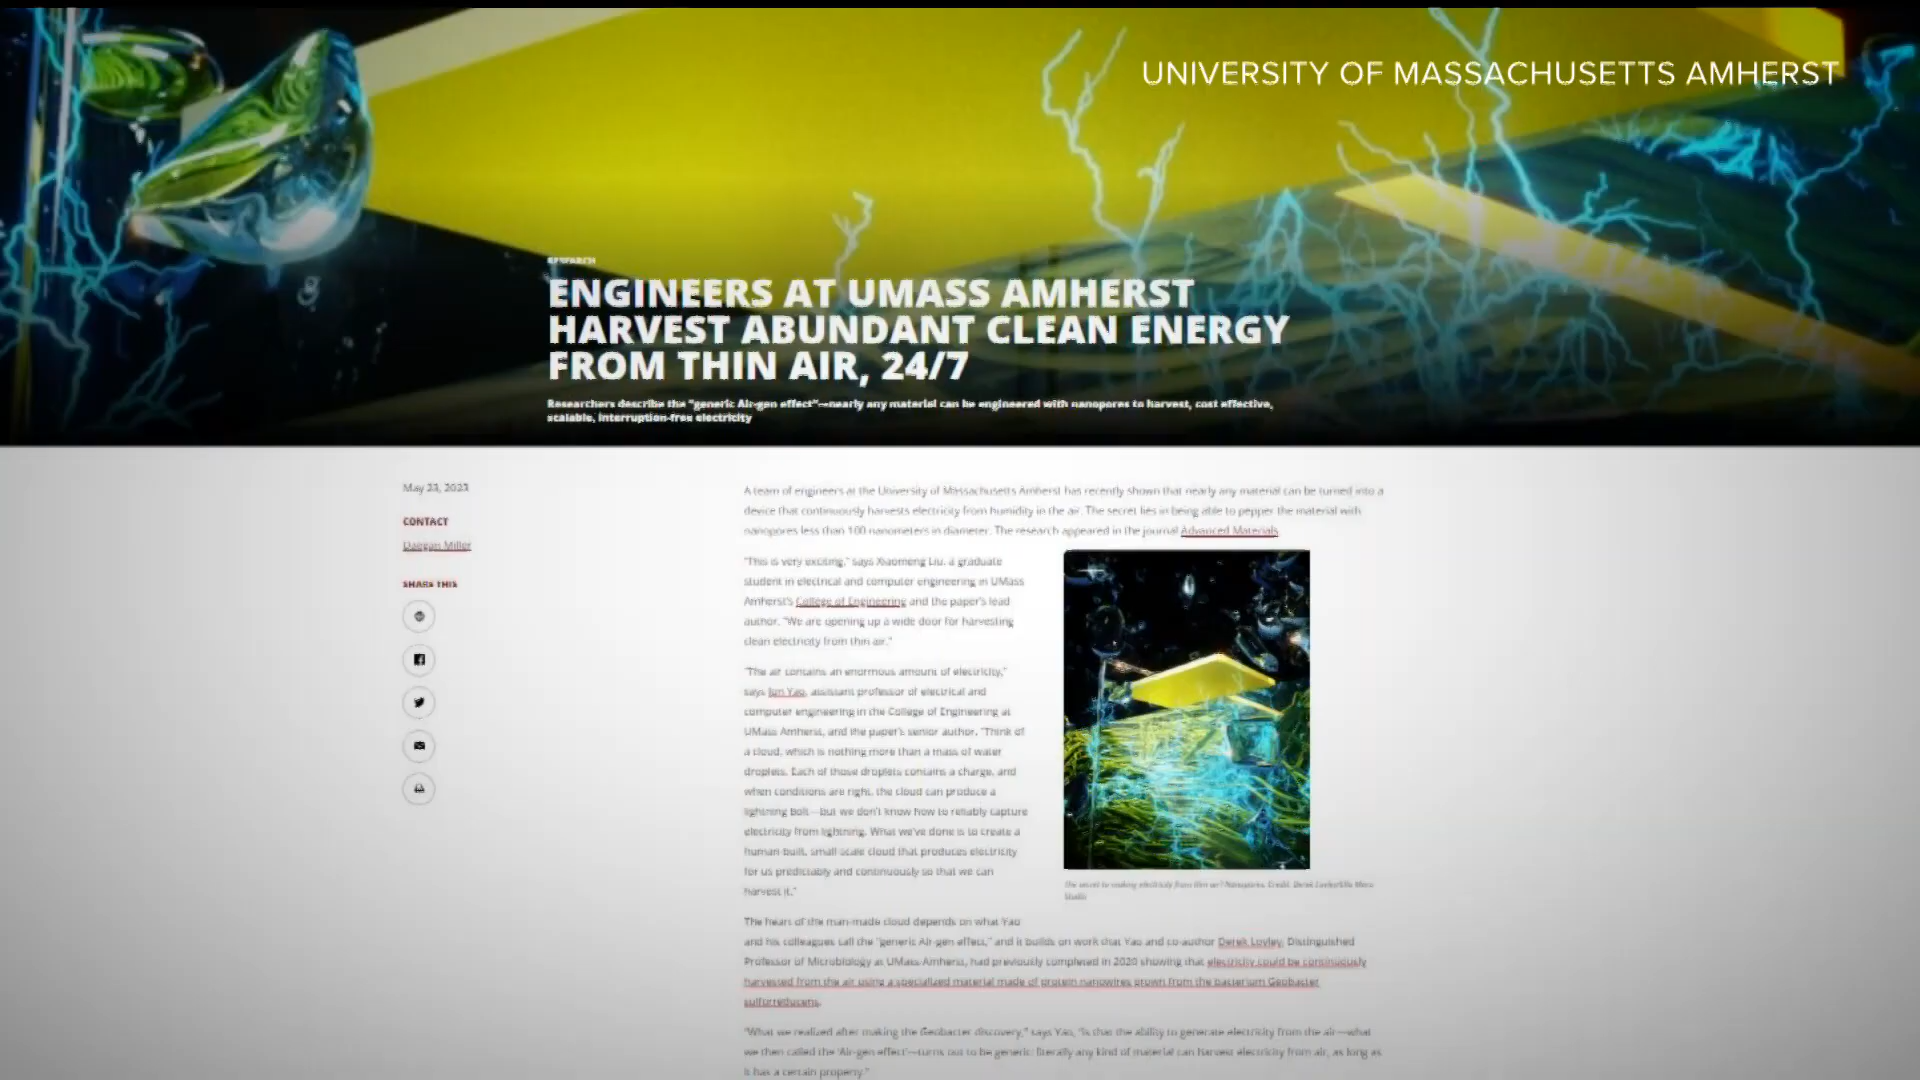 UNIVERSITY OF MASSACHUSETTS AMHERST
RESEARCH
ENGINEERS AT UMASS AMHERST
HARVEST ABUNDANT CLEAN ENERGY
FROM THIN AIR, 24/7
Researchers describe the "generic Air-gen effect"—nearly any material can be engineered with nanopores to harvest, cost effective,
scalable, interruption-free electricity
May 23, 2023
CONTACT
Daegan Miller
SHARE THIS
A team of engineers at the University of Massachusetts Amherst has recently shown that nearly any material can be turned into a
device that continuously harvests electricity from humidity in the air. The secret lies in being able to pepper the material with
nanopores less than 100 nanometers in diameter. The research appeared in the journal Advanced Materials.
"This is very exciting," says Xiaomeng Liu, a graduate
student in electrical and computer engineering in UMass
Amherst's College of Engineering and the paper's lead
author. "We are opening up a wide door for harvesting
clean electricity from thin air."
"The air contains an enormous amount of electricity,"
says Jun Yao, assistant professor of electrical and
computer engineering in the College of Engineering at
UMass Amherst, and the paper's senior author. "Think of
a cloud, which is nothing more than a mass of water
droplets. Each of those droplets contains a charge, and
when conditions are right, the cloud can produce a
lightning bolt—but we don't know how to reliably capture
electricity from lightning. What we've done is to create a
human-built, small-scale cloud that produces electricity
for us predictably and continuously so that we can
harvest it."
The secret to making electricity from thin air? Nanopores. Credit: Derek Lovley/Ella Maru
Studio
The heart of the man-made cloud depends on what Yao
and his colleagues call the "generic Air-gen effect," and it builds on work that Yao and co-author Derek Lovley, Distinguished
Professor of Microbiology at UMass Amherst, had previously completed in 2020 showing that electricity could be continuously
harvested from the air using a specialized material made of protein nanowires grown from the bacterium Geobacter
sulfurreducens.
"What we realized after making the Geobacter discovery," says Yao, "is that the ability to generate electricity from the air—what
we then called the 'Air-gen effect'—turns out to be generic: literally any kind of material can harvest electricity from air, as long as
it has a certain property."